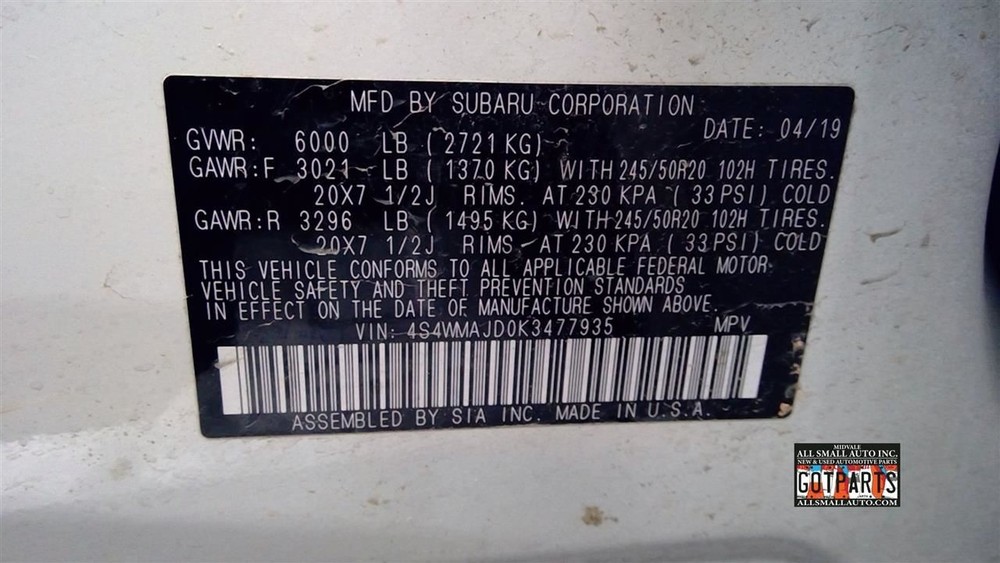 MFD BY SUBARU CORPORATION
DATE: 04/19
GVWR: 6000 LB ( 2721 KG)
GAWR:F 3021 LB ( 1370 KG) WITH 245/50R20 102H TIRES.
20X7 1/2J RIMS. AT 230 KPA ( 33 PSI) COLD
GAWR:R 3296 LB ( 1495 KG) WITH 245/50R20 102H TIRES.
20X7 1/2J RIMS. AT 230 KPA ( 33 PSI) COLD
THIS VEHICLE CONFORMS TO ALL APPLICABLE FEDERAL MOTOR
VEHICLE SAFETY AND THEFT PREVENTION STANDARDS
IN EFFECT ON THE DATE OF MANUFACTURE SHOWN ABOVE.
VIN: 4S4WMAJD0K3477935 MPV
ASSEMBLED BY SIA INC. MADE IN U.S.A.
MIDVALE
ALL SMALL AUTO INC.
NEW & USED AUTOMOTIVE PARTS
GOTPARTS
ALLSMALLAUTO.COM